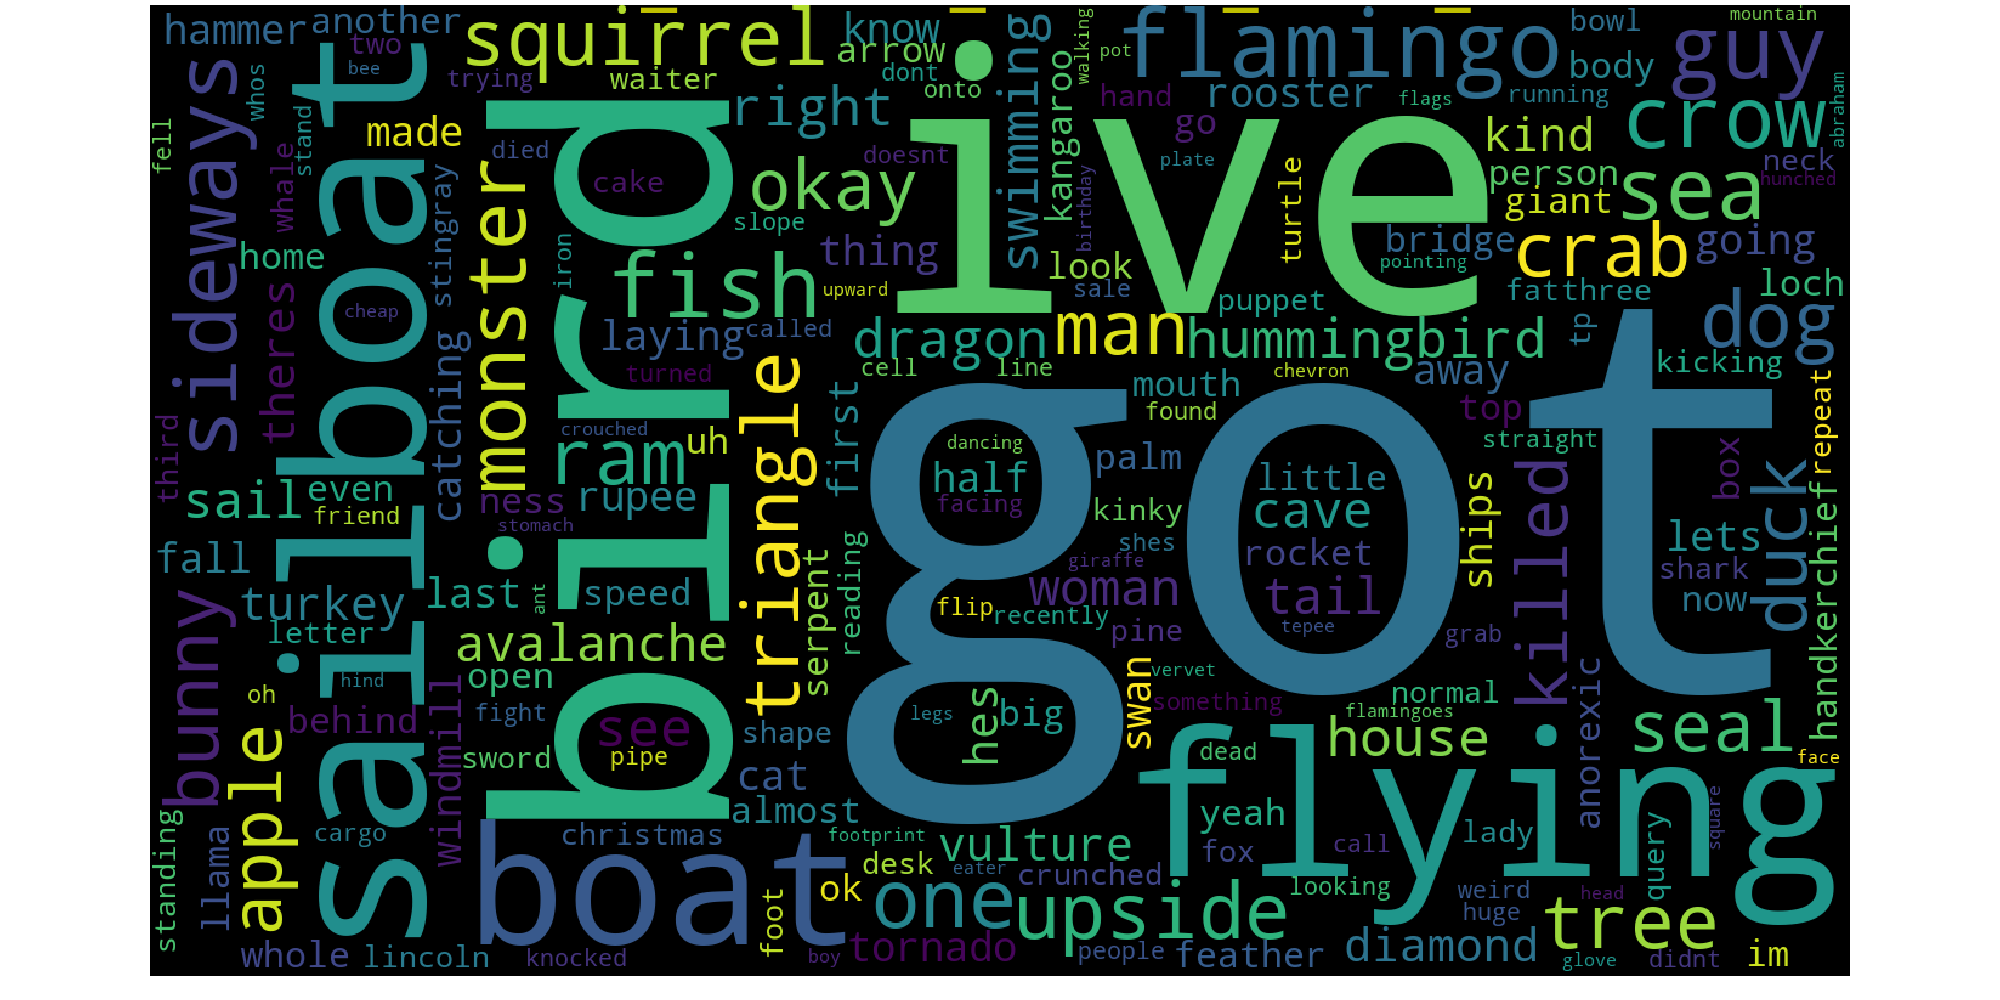 hammer
another
two
bee
squirrel
trying
waiter
know
arrow
dont
onto
walking
pot
flamingo
bowl
body
mountain
guy
whos
stand
sideways
fell
whale
made
died
right
doesnt
swimming
kangaroo
hand
go
rooster
flags
running
crow
abraham
ive
kind
neck
hunched
plate
person
cake
okay
slope
birthday
turtle
giant
sea
home
stingray
monster
iron
fish
thing
upward
look
sale
bridge
pointing
crab
going
loch
fatthree
theres
cheap
sailboat
bird
laying
called
dragon
man
puppet
hummingbird
tp
dog
catching
turned
triangle
cell
line
mouth
chevron
away
kicking
third
crouched
first
found
top
straight
repeat
ram
uh
dancing
half
facing
palm
got
little
cave
box
sail
even
friend
ness
rupee
stomach
kinky
ships
killed
duck
handkerchief
fall
shes
giraffe
rocket
lets
shark
now
turkey
letter
last
ant
speed
serpent
reading
flip
recently
woman
tail
tepee
pine
grab
bunny
avalanche
open
hind
oh
vervet
something
swan
normal
flamingoes
anorexic
behind
windmill
fight
see
legs
big
hes
shape
sword
pipe
dead
house
seal
face
apple
cat
flying
almost
yeah
cargo
christmas
footprint
vulture
fox
call
lady
square
standing
llama
boat
desk
eater
crunched
looking
weird
head
query
ok
foot
one
upside
huge
tree
whole
lincoln
knocked
boy
tornado
people
feather
diamond
glove
didnt
im